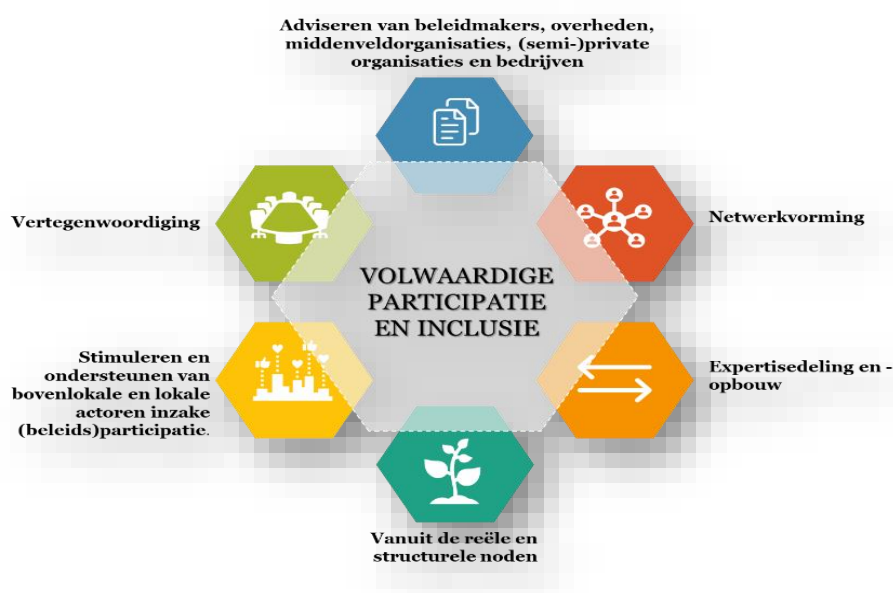 Adviseren van beleidmakers, overheden,
middenveldorganisaties, (semi-)private
organisaties en bedrijven
Vertegenwoordiging
Netwerkvorming
VOLWAARDIGE
PARTICIPATIE
EN INCLUSIE
Stimuleren en
ondersteunen van
bovenlokale en lokale
actoren inzake
(beleids)participatie.
Expertisedeling en -
opbouw
Vanuit de reële en
structurele noden